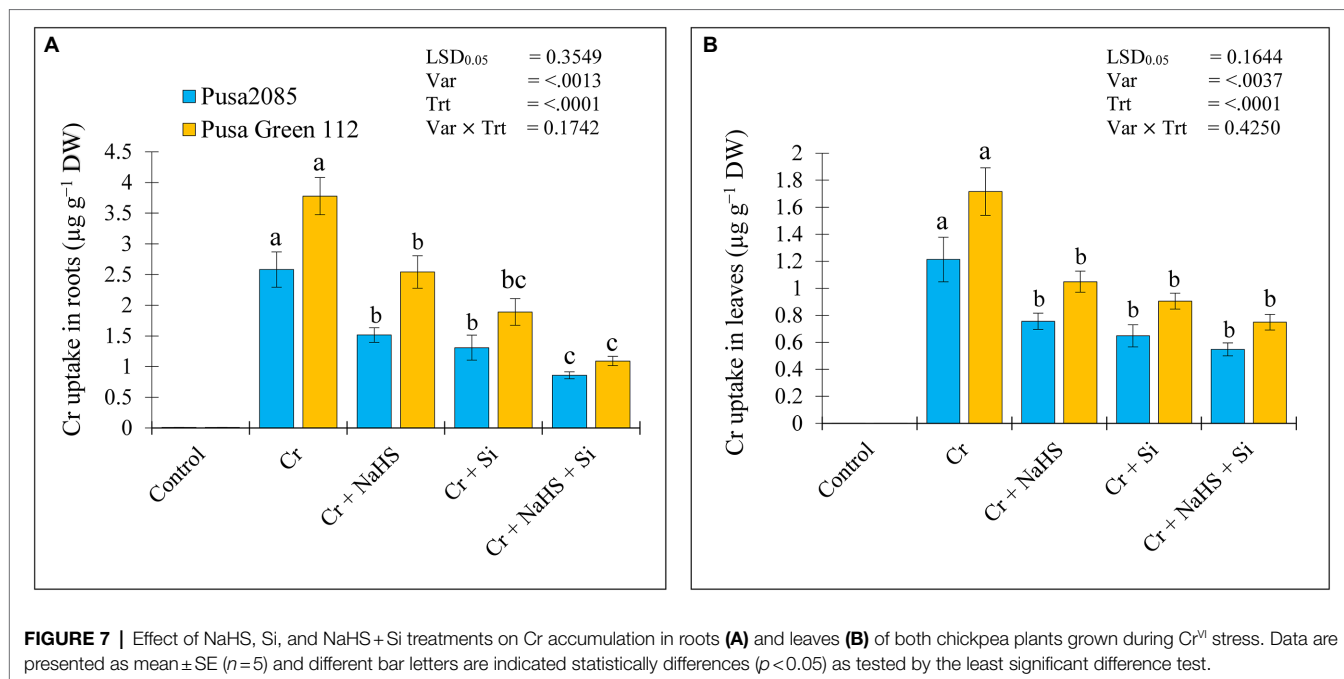 A
LSD0.05 = 0.3549
Var = <.0013
Trt = <.0001
Var × Trt = 0.1742
Pusa2085
Pusa Green 112
Cr uptake in roots (µg g−1 DW)
4.5
4
3.5
3
2.5
2
1.5
1
0.5
0
a
a
b
b
b
bc
c
c
Control
Cr
Cr + NaHS
Cr + Si
Cr + NaHS + Si
B
LSD0.05 = 0.1644
Var = <.0037
Trt = <.0001
Var × Trt = 0.4250
Cr uptake in leaves (µg g−1 DW)
2
1.8
1.6
1.4
1.2
1
0.8
0.6
0.4
0.2
0
a
a
b
b
b
b
b
b
Control
Cr
Cr + NaHS
Cr + Si
Cr + NaHS + Si
FIGURE 7 | Effect of NaHS, Si, and NaHS + Si treatments on Cr accumulation in roots (A) and leaves (B) of both chickpea plants grown during CrVI stress. Data are
presented as mean ± SE (n = 5) and different bar letters are indicated statistically differences (p < 0.05) as tested by the least significant difference test.